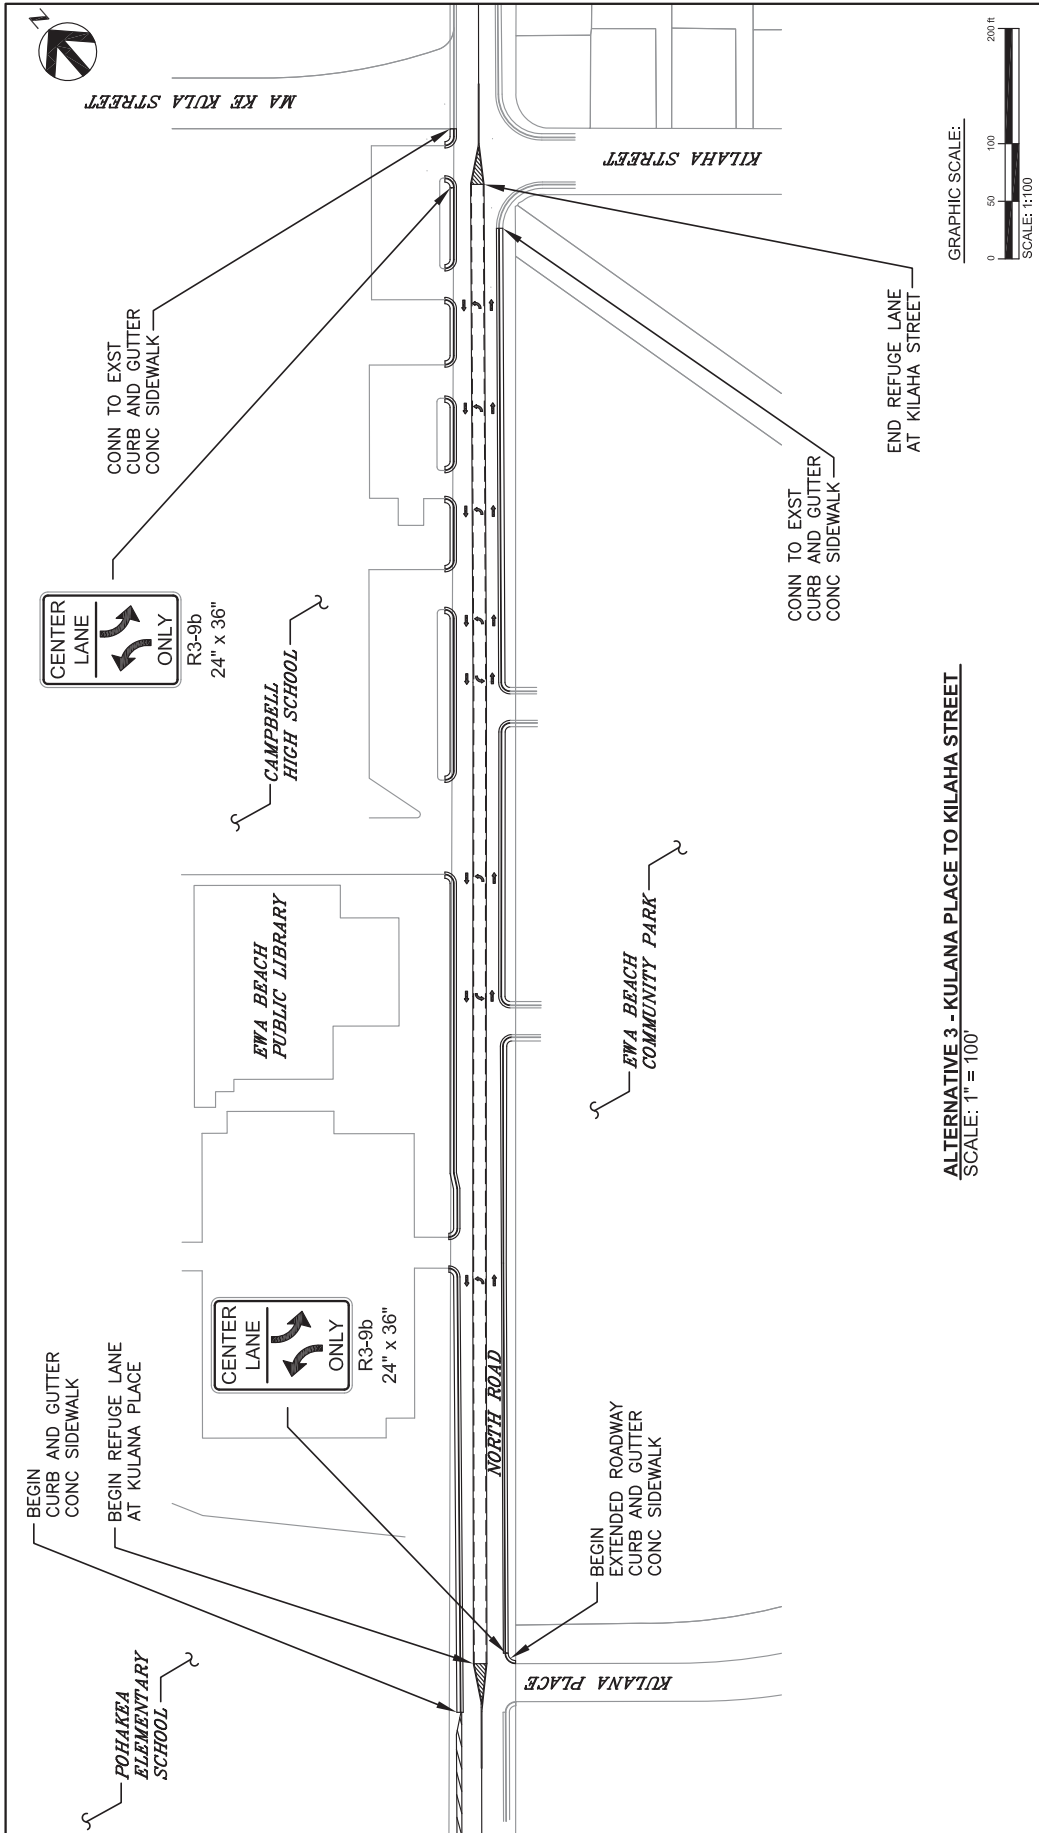 POHAKEA
ELEMENTARY
SCHOOL
BEGIN
CURB AND GUTTER
CONC SIDEWALK
BEGIN REFUGE LANE
AT KULANA PLACE
CENTER
LANE
ONLY
R3-9b
24" x 36"
EWA BEACH
PUBLIC LIBRARY
CAMPBELL
HIGH SCHOOL
CENTER
LANE
ONLY
R3-9b
24" x 36"
CONN TO EXST
CURB AND GUTTER
CONC SIDEWALK
MA KE KULA STREET
N
NORTH ROAD
KULANA PLACE
BEGIN
EXTENDED ROADWAY
CURB AND GUTTER
CONC SIDEWALK
EWA BEACH
COMMUNITY PARK
CONN TO EXST
CURB AND GUTTER
CONC SIDEWALK
KILAHA STREET
END REFUGE LANE
AT KILAHA STREET
ALTERNATIVE 3 - KULANA PLACE TO KILAHA STREET
SCALE: 1" = 100'
GRAPHIC SCALE:
0 50 100 200 ft
SCALE: 1:100